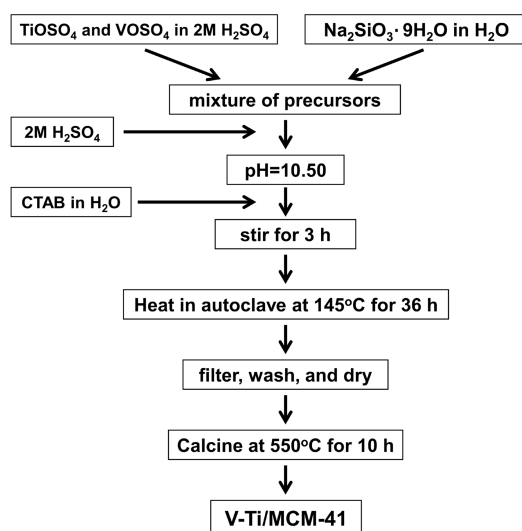 TiOSO₄ and VOSO₄ in 2M H₂SO₄
Na₂SiO₃· 9H₂O in H₂O
mixture of precursors
2M H₂SO₄
pH=10.50
CTAB in H₂O
stir for 3 h
Heat in autoclave at 145ºC for 36 h
filter, wash, and dry
Calcine at 550ºC for 10 h
V-Ti/MCM-41